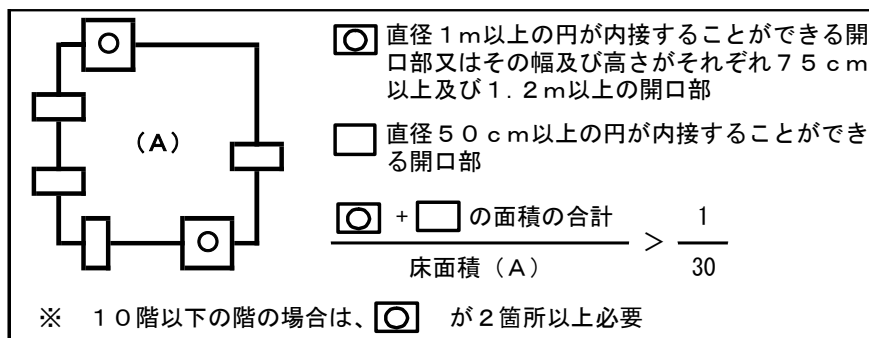 直径１ｍ以上の円が内接することができる開
口部又はその幅及び高さがそれぞれ７５ｃｍ
以上及び１．２ｍ以上の開口部
（Ａ）
直径５０ｃｍ以上の円が内接することができ
る開口部
＋ の面積の合計
床面積（Ａ）
＞
1
30
※　１０階以下の階の場合は、　が２箇所以上必要